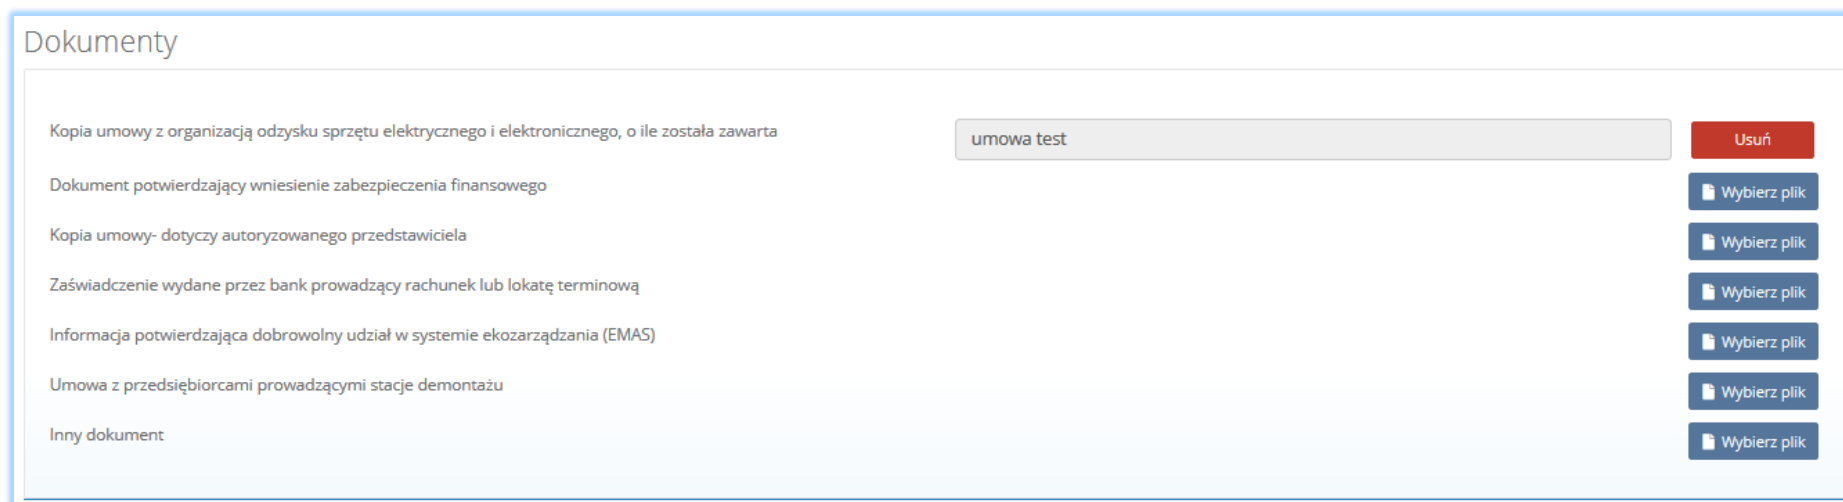 Dokumenty
Kopia umowy z organizacją odzysku sprzętu elektrycznego i elektronicznego, o ile została zawarta
umowa test
Usuń
Dokument potwierdzający wniesienie zabezpieczenia finansowego
Wybierz plik
Kopia umowy- dotyczy autoryzowanego przedstawiciela
Wybierz plik
Zaświadczenie wydane przez bank prowadzący rachunek lub lokatę terminową
Wybierz plik
Informacja potwierdzająca dobrowolny udział w systemie ekozarządzania (EMAS)
Wybierz plik
Umowa z przedsiębiorcami prowadzącymi stacje demontażu
Wybierz plik
Inny dokument
Wybierz plik